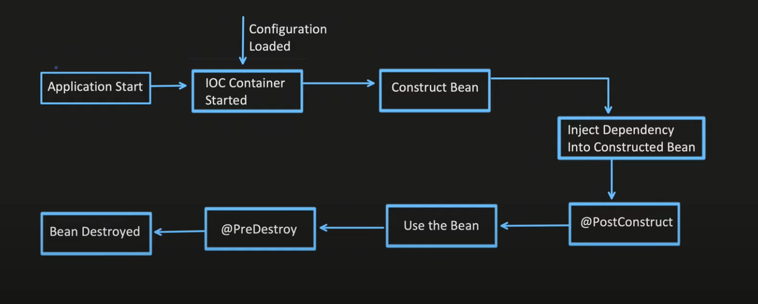 Configuration
Loaded
Application Start
IOC Container
Started
Construct Bean
Inject Dependency
Into Constructed Bean
@PostConstruct
Use the Bean
@PreDestroy
Bean Destroyed